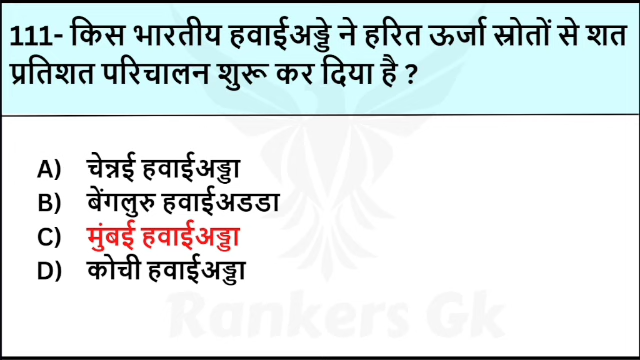 111- किस भारतीय हवाईअड्डे ने हरित ऊर्जा स्रोतों से शत
प्रतिशत परिचालन शुरू कर दिया है ?
A) चेन्नई हवाईअड्डा
B) बेंगलुरु हवाईअडडा
C) मुंबई हवाईअड्डा
D) कोची हवाईअड्डा
Rankers Gk